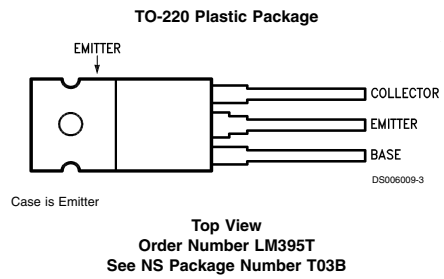 TO-220 Plastic Package
EMITTER
COLLECTOR
EMITTER
BASE
DS006009-3
Case is Emitter
Top View
Order Number LM395T
See NS Package Number T03B